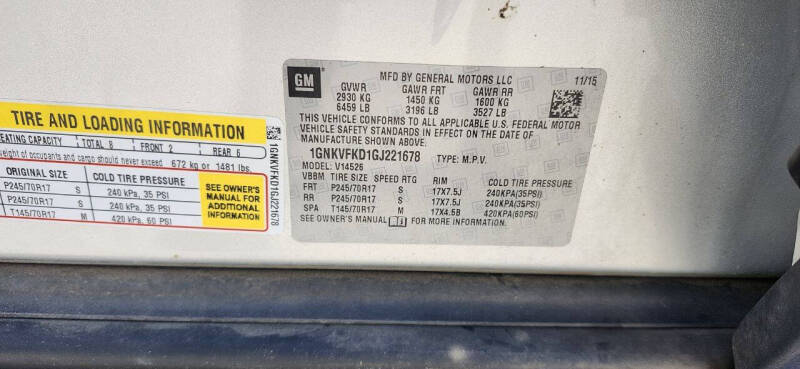 TIRE AND LOADING INFORMATION
EATING CAPACITY TOTAL 8 FRONT 2 REAR 6
weight of occupants and cargo should never exceed 672 kg or 1481 lbs.
SIZE COLD TIRE PRESSURE
P245/70R17 S 240 kPa, 35 PSI
P245/70R17 S 240 kPa, 35 PSI
T145/70R17 M 420 kPa, 60 PSI
SEE OWNER'S
MANUAL FOR
ADDITIONAL
INFORMATION
1GNKVFKD1GJ221678
GM
MFD BY GENERAL MOTORS LLC 11/15
GVWR GAWR FRT GAWR RR
2930 KG 1450 KG 1600 KG
6459 LB 3196 LB 3527 LB
THIS VEHICLE CONFORMS TO ALL APPLICABLE U.S. FEDERAL MOTOR
VEHICLE SAFETY STANDARDS IN EFFECT ON THE DATE OF
MANUFACTURE SHOWN ABOVE.
1GNKVFKD1GJ221678 TYPE: M.P.V.
MODEL: V14526
VBBM TIRE SIZE SPEED RTG RIM COLD TIRE PRESSURE
FRT P245/70R17 S 17X7.5J 240KPA(35PSI)
RR P245/70R17 S 17X7.5J 240KPA(35PSI)
SPA T145/70R17 M 17X4.5B 420KPA(60PSI)
SEE OWNER'S MANUAL FOR MORE INFORMATION.